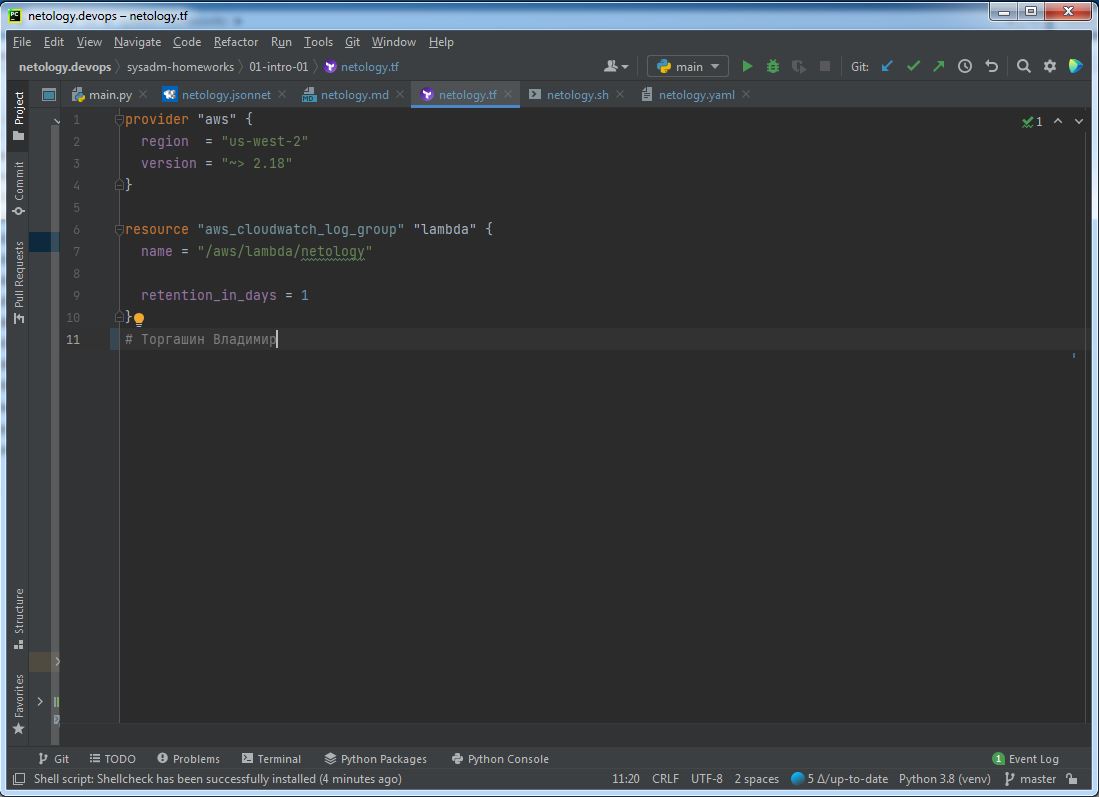 netology.devops – netology.tf
File Edit View Navigate Code Refactor Run Tools Git Window Help
netology.devops sysadm-homeworks 01-intro-01 netology.tf main Git:
main.py netology.jsonnet netology.md netology.tf netology.sh netology.yaml
Project
Commit
Pull Requests
Structure
Favorites
1 provider "aws" {
2 region = "us-west-2"
3 version = "~> 2.18"
4 }
5
6 resource "aws_cloudwatch_log_group" "lambda" {
7 name = "/aws/lambda/netology"
8
9 retention_in_days = 1
10 }
11 # Торгашин Владимир
1
Git TODO Problems Terminal Python Packages Python Console 1 Event Log
Shell script: Shellcheck has been successfully installed (4 minutes ago) 11:20 CRLF UTF-8 2 spaces 5 Δ/up-to-date Python 3.8 (venv) master